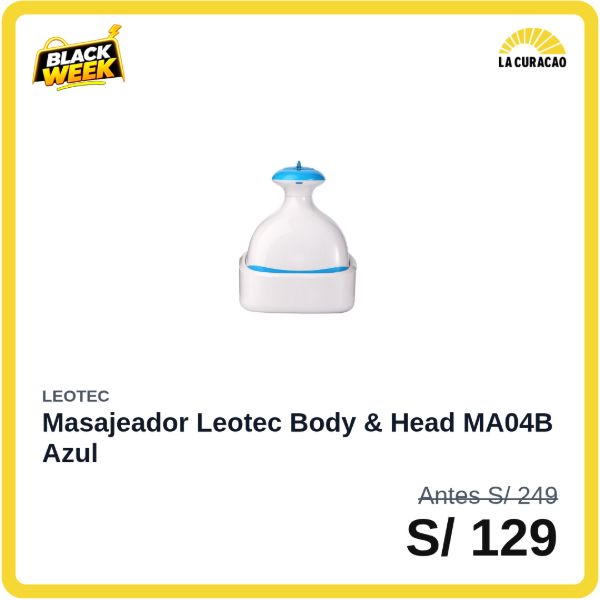 BLACK
WEEK
LA CURACAO
LEOTEC
Masajeador Leotec Body & Head MA04B
Azul
Antes S/ 249
S/ 129